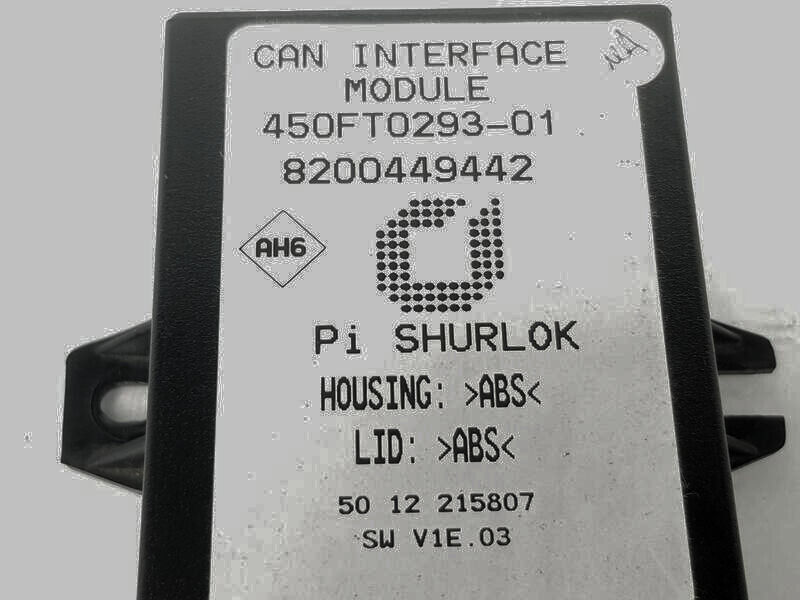 CAN INTERFACE
MODULE
450FT0293-01
8200449442
AH6
Pi SHURLOK
HOUSING: >ABS<
LID: >ABS<
50 12 215807
SW V1E.03